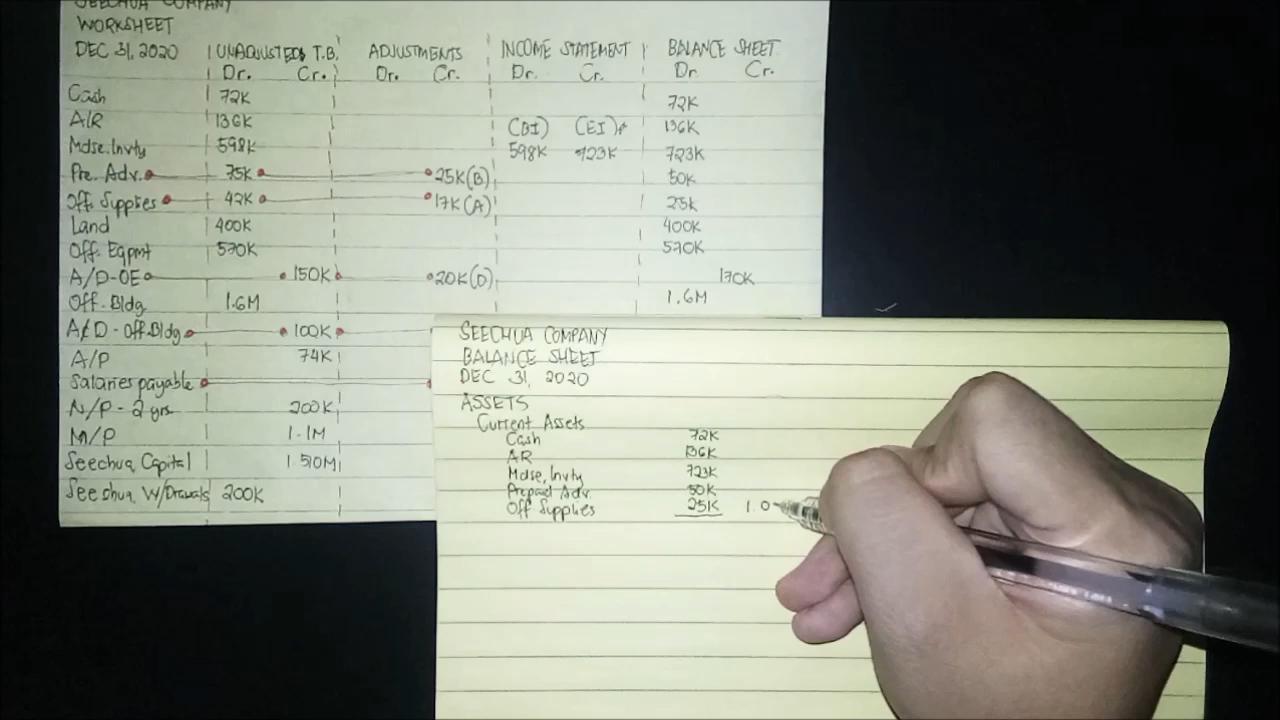 SEECHUA COMPANY
WORKSHEET
DEC 31, 2020 UNADJUSTED T.B. ADJUSTMENTS INCOME STATEMENT BALANCE SHEET
Dr. Cr. Dr. Cr. Dr. Cr. Dr. Cr.
Cash 72K 72K
A/R 136K (BI) (EI) 136K
Mdse. Invty 598K 598K 723K 723K
Pre. Adv. 75K 25K (B) 50K
Off. Supplies 42K 17K (A) 25K
Land 400K 400K
Off. Eqpmt 570K 570K
A/D-OE 150K 20K (D) 170K
Off. Bldg 1.6M 1.6M
A/D - Off. Bldg 100K
A/P 74K
Salaries payable
N/P - 2 yrs 200K
M/P 1.1M
Seechua, Capital 1.510M
Seechua W/Drawals 200K
SEECHUA COMPANY
BALANCE SHEET
DEC 31, 2020
ASSETS
Current Assets
Cash 72K
AR 136K
Mdse, Invty 723K
Prepaid Adv. 50K
Off Supplies 25K 1.0